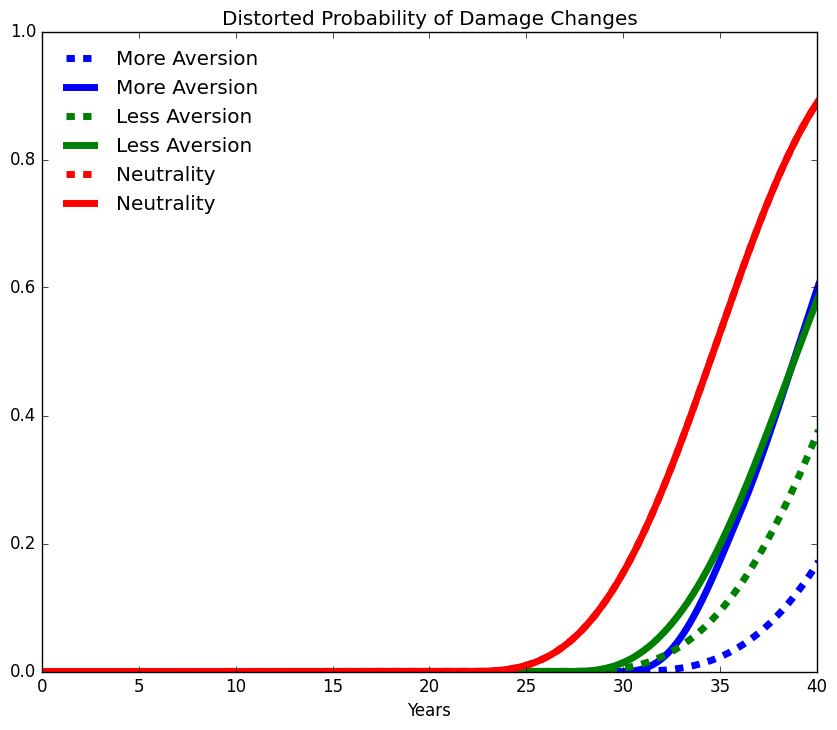 Distorted Probability of Damage Changes
1.0
0.8
0.6
0.4
0.2
0.0
More Aversion
More Aversion
Less Aversion
Less Aversion
Neutrality
Neutrality
0 5 10 15 20 25 30 35 40
Years